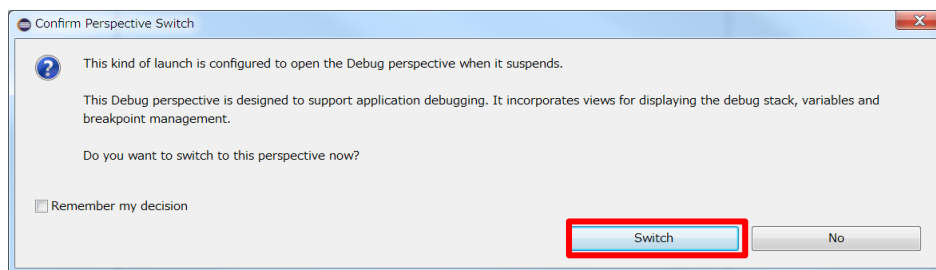 Confirm Perspective Switch
This kind of launch is configured to open the Debug perspective when it suspends.
This Debug perspective is designed to support application debugging. It incorporates views for displaying the debug stack, variables and
breakpoint management.
Do you want to switch to this perspective now?
Remember my decision
Switch
No